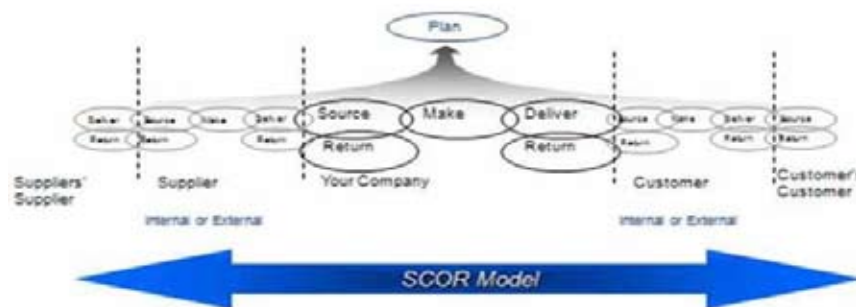 Plan
Deliver Source Make Deliver Source Make Deliver Source Make Deliver Source
Return Return Return Return Return Return Return Return
Suppliers' Supplier Supplier Your Company Customer Customer's Customer
Internal or External Internal or External
SCOR Model